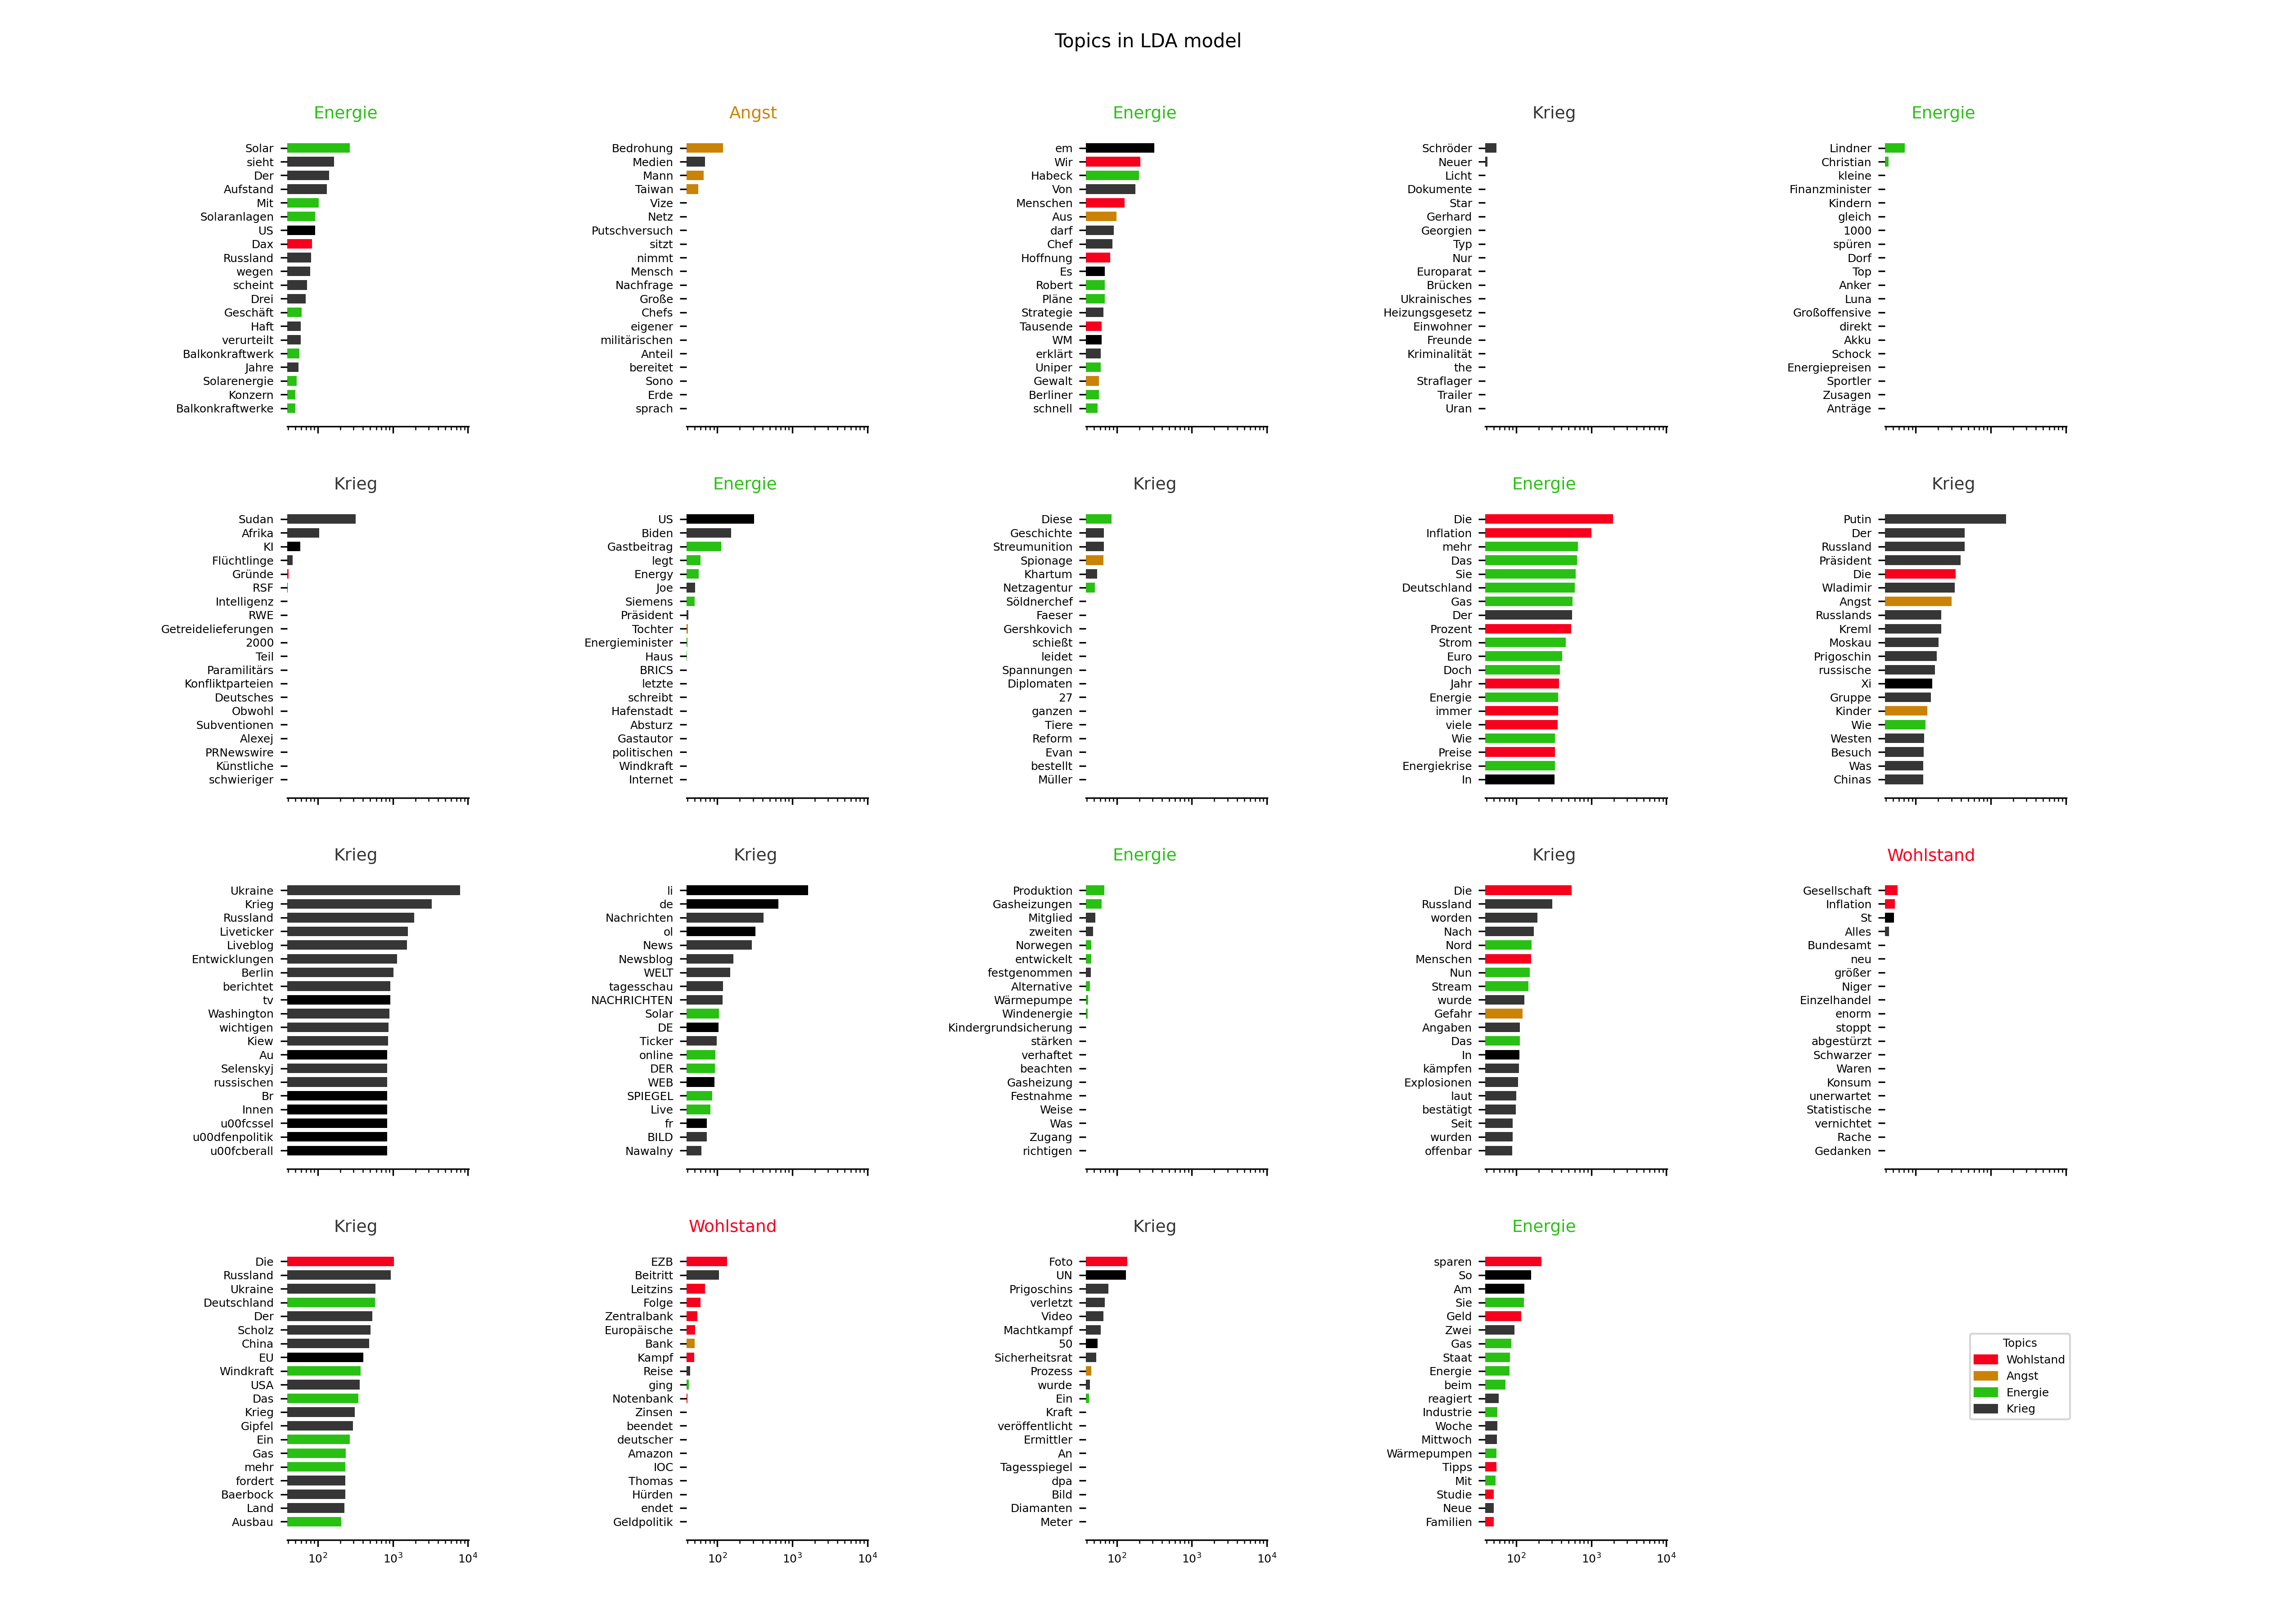 Topics in LDA model
Energie
Solar
sieht
Der
Aufstand
Mit
Solaranlagen
US
Dax
Russland
wegen
scheint
Drei
Geschäft
Haft
verurteilt
Balkonkraftwerk
Jahre
Solarenergie
Konzern
Balkonkraftwerke
Angst
Bedrohung
Medien
Mann
Taiwan
Vize
Netz
Putschversuch
sitzt
nimmt
Mensch
Nachfrage
Große
Chefs
eigener
militärischen
Anteil
bereitet
Sono
Erde
sprach
Energie
em
Wir
Habeck
Von
Menschen
Aus
darf
Chef
Hoffnung
Es
Robert
Pläne
Strategie
Tausende
WM
erklärt
Uniper
Gewalt
Berliner
schnell
Krieg
Schröder
Neuer
Licht
Dokumente
Star
Gerhard
Georgien
Typ
Nur
Europarat
Brücken
Ukrainisches
Heizungsgesetz
Einwohner
Freunde
Kriminalität
the
Straflager
Trailer
Uran
Energie
Lindner
Christian
kleine
Finanzminister
Kindern
gleich
1000
spüren
Dorf
Top
Anker
Luna
Großoffensive
direkt
Akku
Schock
Energiepreisen
Sportler
Zusagen
Anträge
Krieg
Sudan
Afrika
KI
Flüchtlinge
Gründe
RSF
Intelligenz
RWE
Getreidelieferungen
2000
Teil
Paramilitärs
Konfliktparteien
Deutsches
Obwohl
Subventionen
Alexej
PRNewswire
Künstliche
schwieriger
Energie
US
Biden
Gastbeitrag
legt
Energy
Joe
Siemens
Präsident
Tochter
Energieminister
Haus
BRICS
letzte
schreibt
Hafenstadt
Absturz
Gastautor
politischen
Windkraft
Internet
Krieg
Diese
Geschichte
Streumunition
Spionage
Khartum
Netzagentur
Söldnerchef
Faeser
Gershkovich
schießt
leidet
Spannungen
Diplomaten
27
ganzen
Tiere
Reform
Evan
bestellt
Müller
Energie
Die
Inflation
mehr
Das
Sie
Deutschland
Gas
Der
Prozent
Strom
Euro
Doch
Jahr
Energie
immer
viele
Wie
Preise
Energiekrise
In
Krieg
Putin
Der
Russland
Präsident
Die
Wladimir
Angst
Russlands
Kreml
Moskau
Prigoschin
russische
Xi
Gruppe
Kinder
Wie
Westen
Besuch
Was
Chinas
Krieg
Ukraine
Krieg
Russland
Liveticker
Liveblog
Entwicklungen
Berlin
berichtet
tv
Washington
wichtigen
Kiew
Au
Selenskyj
russischen
Br
Innen
u00fcssel
u00dfenpolitik
u00fcberall
Krieg
li
de
Nachrichten
ol
News
Newsblog
WELT
tagesschau
NACHRICHTEN
Solar
DE
Ticker
online
DER
WEB
SPIEGEL
Live
fr
BILD
Nawalny
Energie
Produktion
Gasheizungen
Mitglied
zweiten
Norwegen
entwickelt
festgenommen
Alternative
Wärmepumpe
Windenergie
Kindergrundsicherung
stärken
verhaftet
beachten
Gasheizung
Festnahme
Weise
Was
Zugang
richtigen
Krieg
Die
Russland
worden
Nach
Nord
Menschen
Nun
Stream
wurde
Gefahr
Angaben
Das
In
kämpfen
Explosionen
laut
bestätigt
Seit
wurden
offenbar
Wohlstand
Gesellschaft
Inflation
St
Alles
Bundesamt
neu
größer
Niger
Einzelhandel
enorm
stoppt
abgestürzt
Schwarzer
Waren
Konsum
unerwartet
Statistische
vernichtet
Rache
Gedanken
Krieg
Die
Russland
Ukraine
Deutschland
Der
Scholz
China
EU
Windkraft
USA
Das
Krieg
Gipfel
Ein
Gas
mehr
fordert
Baerbock
Land
Ausbau
10² 10³ 10⁴
Wohlstand
EZB
Beitritt
Leitzins
Folge
Zentralbank
Europäische
Bank
Kampf
Reise
ging
Notenbank
Zinsen
beendet
deutscher
Amazon
IOC
Thomas
Hürden
endet
Geldpolitik
10² 10³ 10⁴
Krieg
Foto
UN
Prigoschins
verletzt
Video
Machtkampf
50
Sicherheitsrat
Prozess
wurde
Ein
Kraft
veröffentlicht
Ermittler
An
Tagesspiegel
dpa
Bild
Diamanten
Meter
10² 10³ 10⁴
Energie
sparen
So
Am
Sie
Geld
Zwei
Gas
Staat
Energie
beim
reagiert
Industrie
Woche
Mittwoch
Wärmepumpen
Tipps
Mit
Studie
Neue
Familien
10² 10³ 10⁴
Topics
Wohlstand
Angst
Energie
Krieg